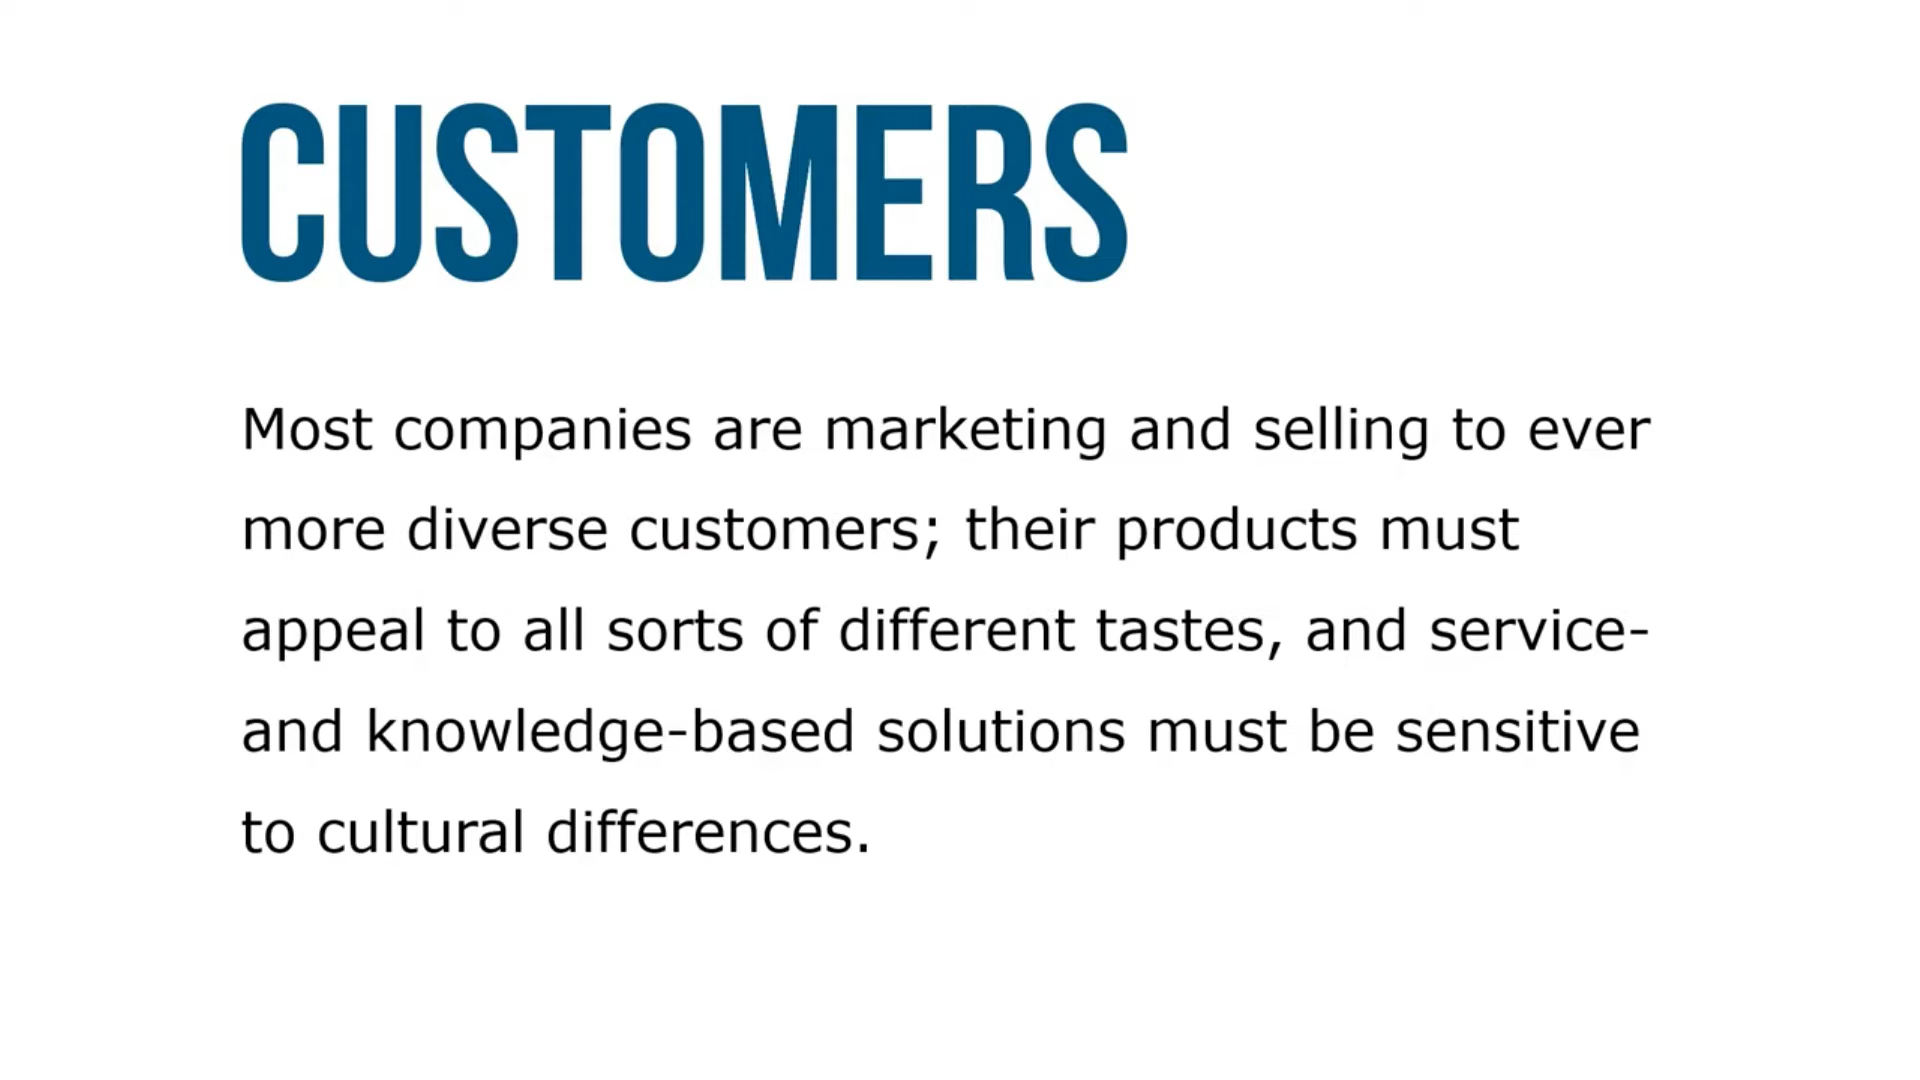 CUSTOMERS
Most companies are marketing and selling to ever
more diverse customers; their products must
appeal to all sorts of different tastes, and service-
and knowledge-based solutions must be sensitive
to cultural differences.